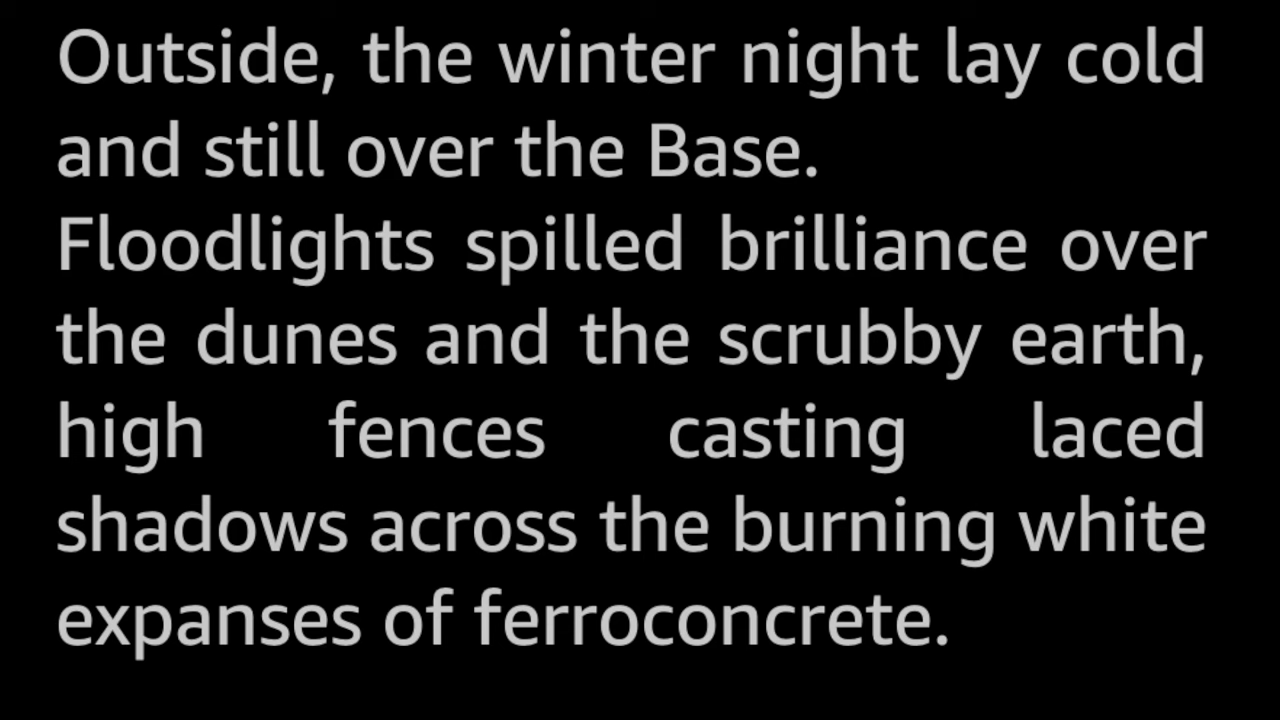 Outside, the winter night lay cold
and still over the Base.
Floodlights spilled brilliance over
the dunes and the scrubby earth,
high fences casting laced
shadows across the burning white
expanses of ferroconcrete.